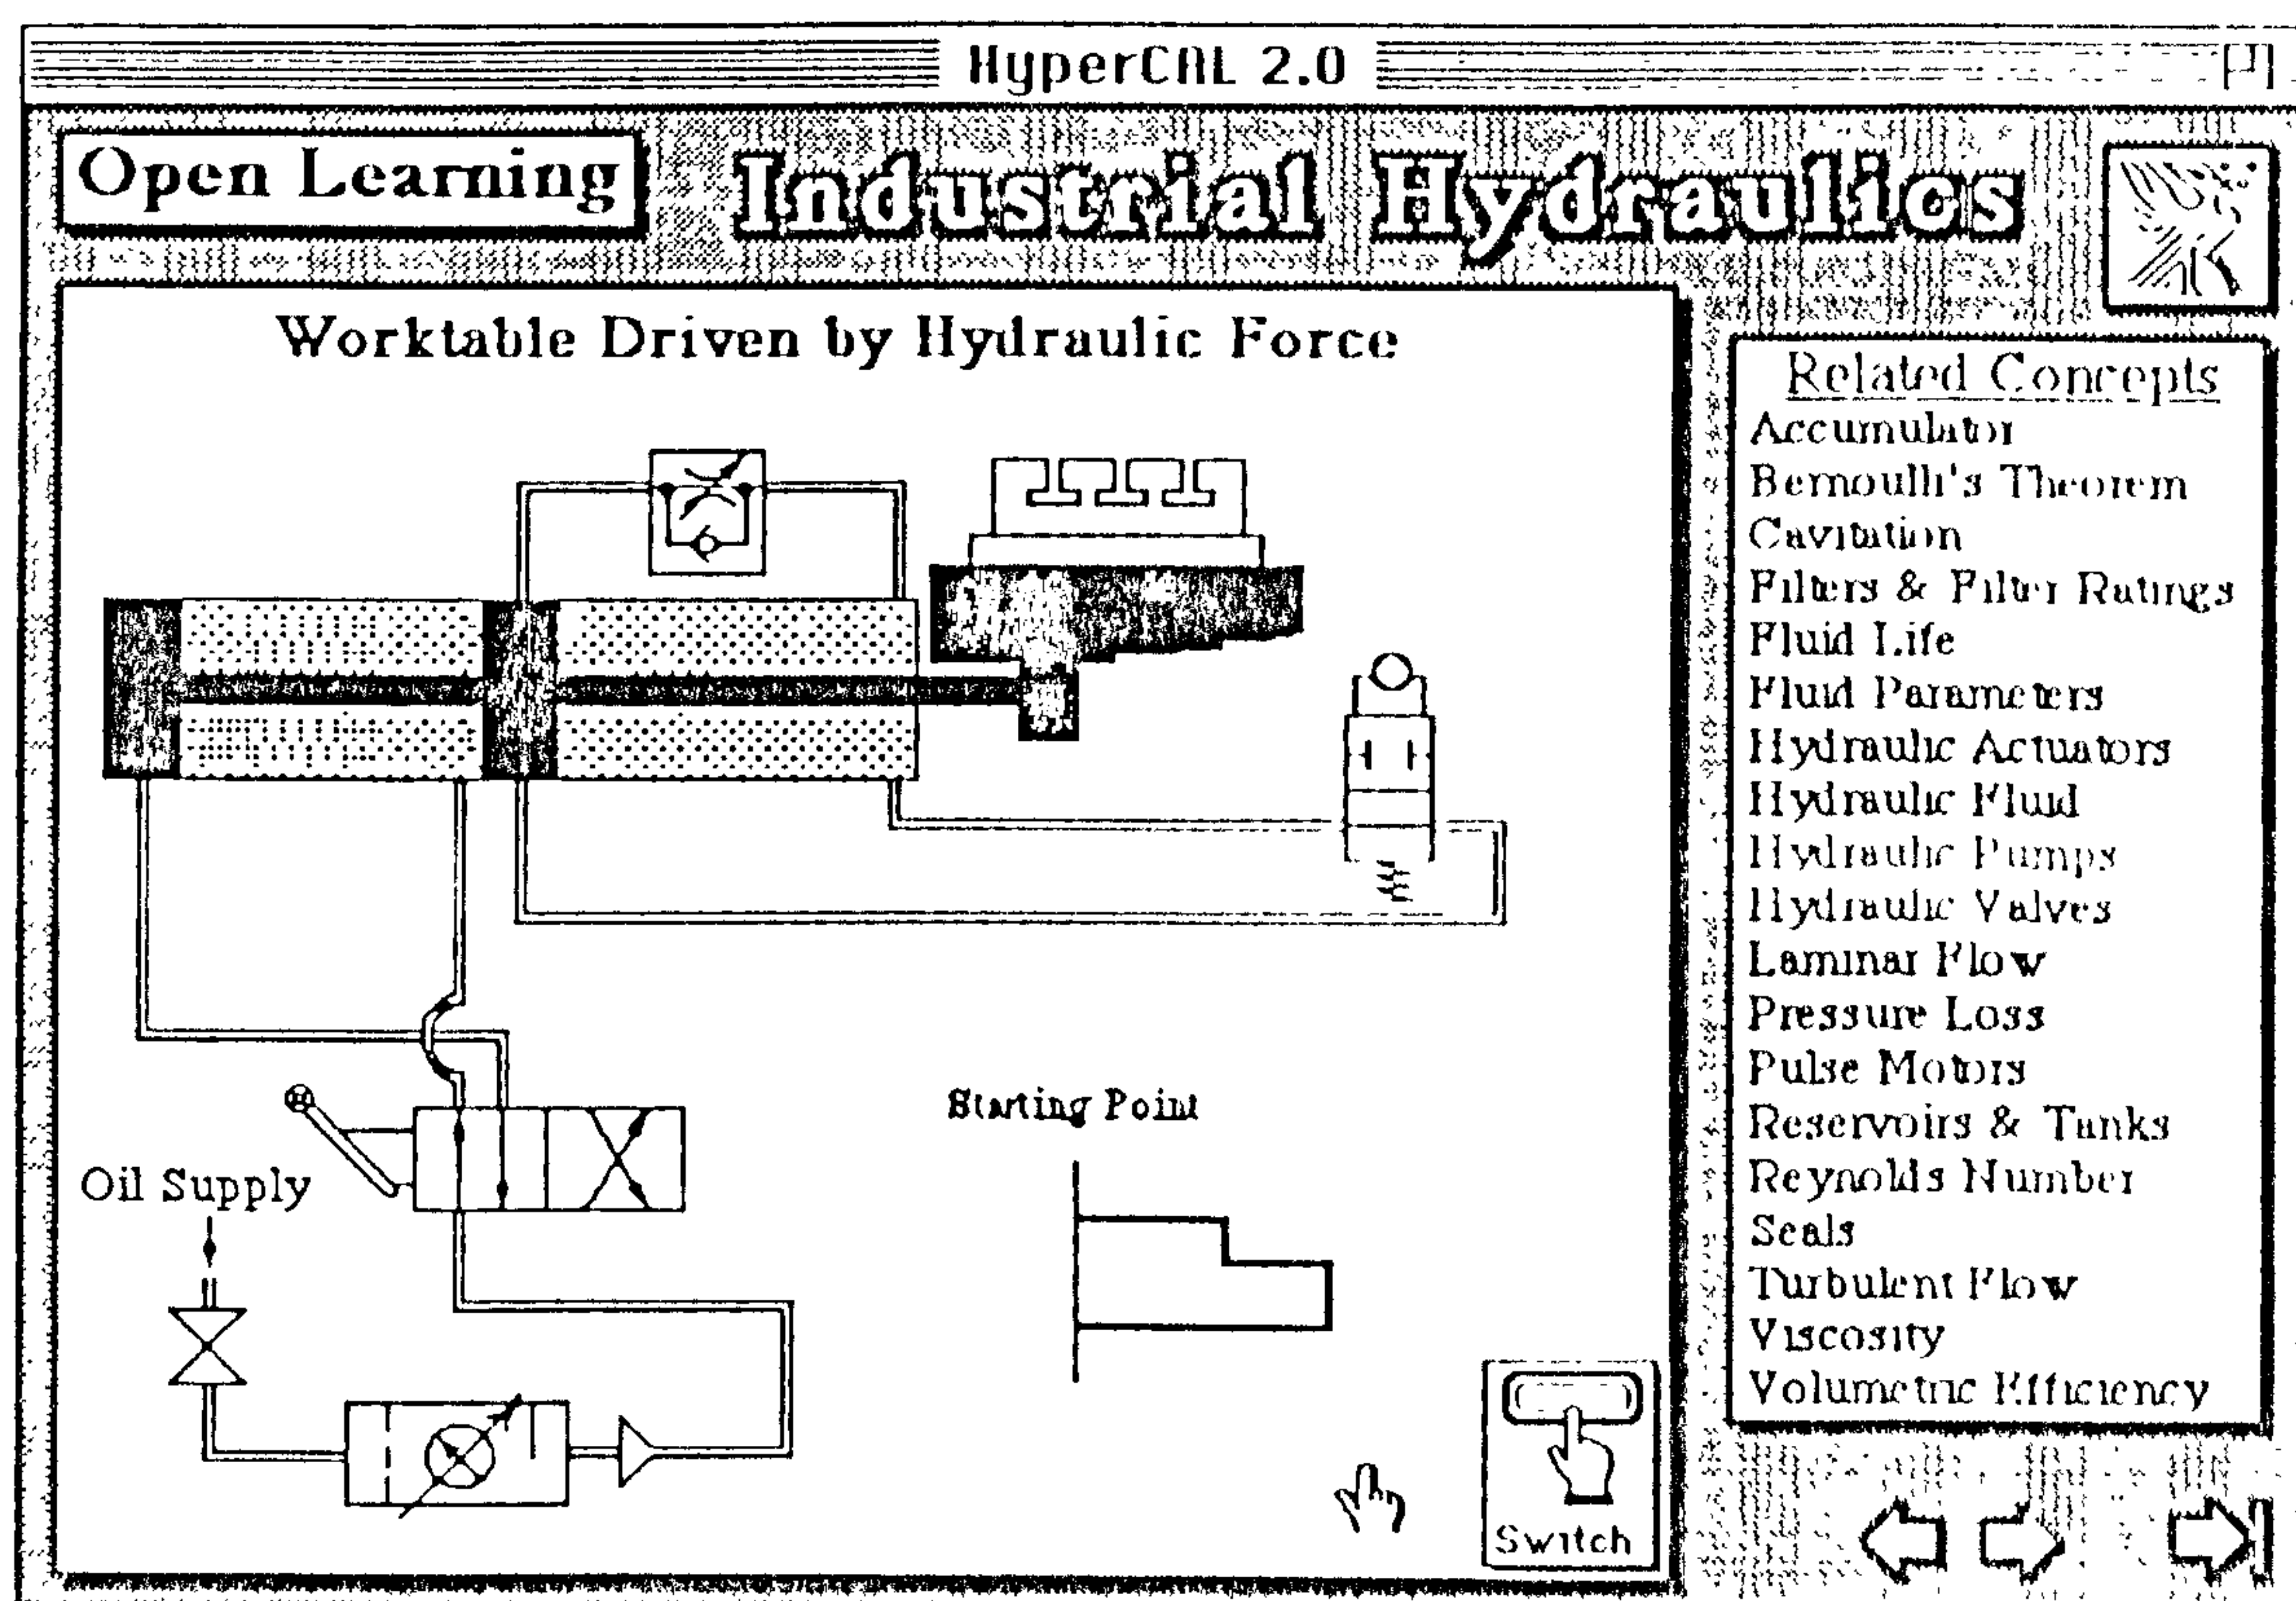 HyperCAL 2.0
Open Learning
Industrial Hydraulics
Worktable Driven by Hydraulic Force
Oil Supply
Starting Point
Switch
Related Concepts
Accumulator
Bernoulli's Theorem
Cavitation
Filters & Filter Ratings
Fluid Life
Fluid Parameters
Hydraulic Actuators
Hydraulic Fluid
Hydraulic Pumps
Hydraulic Valves
Laminar Flow
Pressure Loss
Pulse Motors
Reservoirs & Tanks
Reynolds Number
Seals
Turbulent Flow
Viscosity
Volumetric Efficiency